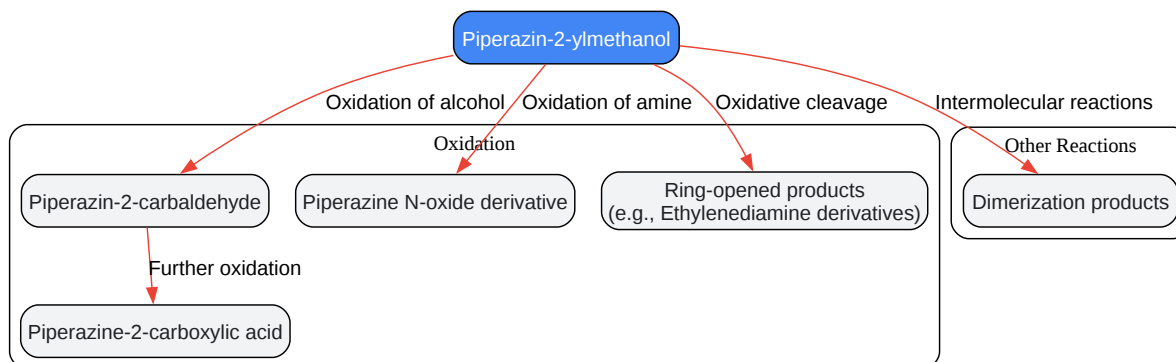 Piperazin-2-ylmethanol
Oxidation of alcohol
Oxidation of amine
Oxidative cleavage
Intermolecular reactions
Oxidation
Other Reactions
Piperazin-2-carbaldehyde
Piperazine N-oxide derivative
Ring-opened products
(e.g., Ethylenediamine derivatives)
Dimerization products
Further oxidation
Piperazine-2-carboxylic acid